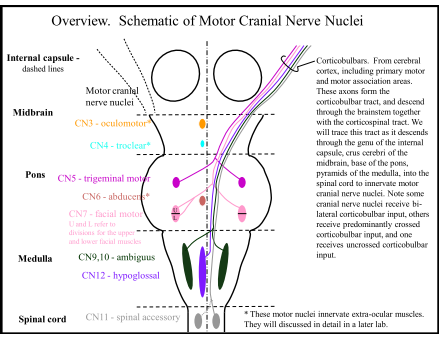 Overview. Schematic of Motor Cranial Nerve Nuclei
Internal capsule -
dashed lines
Motor cranial
nerve nuclei
Midbrain
CN3 - oculomotor*
CN4 - troclear*
Pons
CN5 - trigeminal motor
CN6 - abducens*
CN7 - facial motor
U and L refer to
divisions for the upper
and lower facial muscles
U
L
U
L
Medulla
CN9,10 - ambiguus
CN12 - hypoglossal
Spinal cord
CN11 - spinal accessory
Corticobulbars. From cerebral
cortex, including primary motor
and motor association areas.
These axons form the
corticobulbar tract, and descend
through the brainstem together
with the corticospinal tract. We
will trace this tract as it descends
through the genu of the internal
capsule, crus cerebri of the
midbrain, base of the pons,
pyramids of the medulla, into the
spinal cord to innervate motor
cranial nerve nuclei. Note some
cranial nerve nuclei receive bi-
lateral corticobulbar input, others
receive predominantly crossed
corticobulbar input, and one
receives uncrossed corticobulbar
input.
* These motor nuclei innervate extra-ocular muscles.
They will discussed in detail in a later lab.